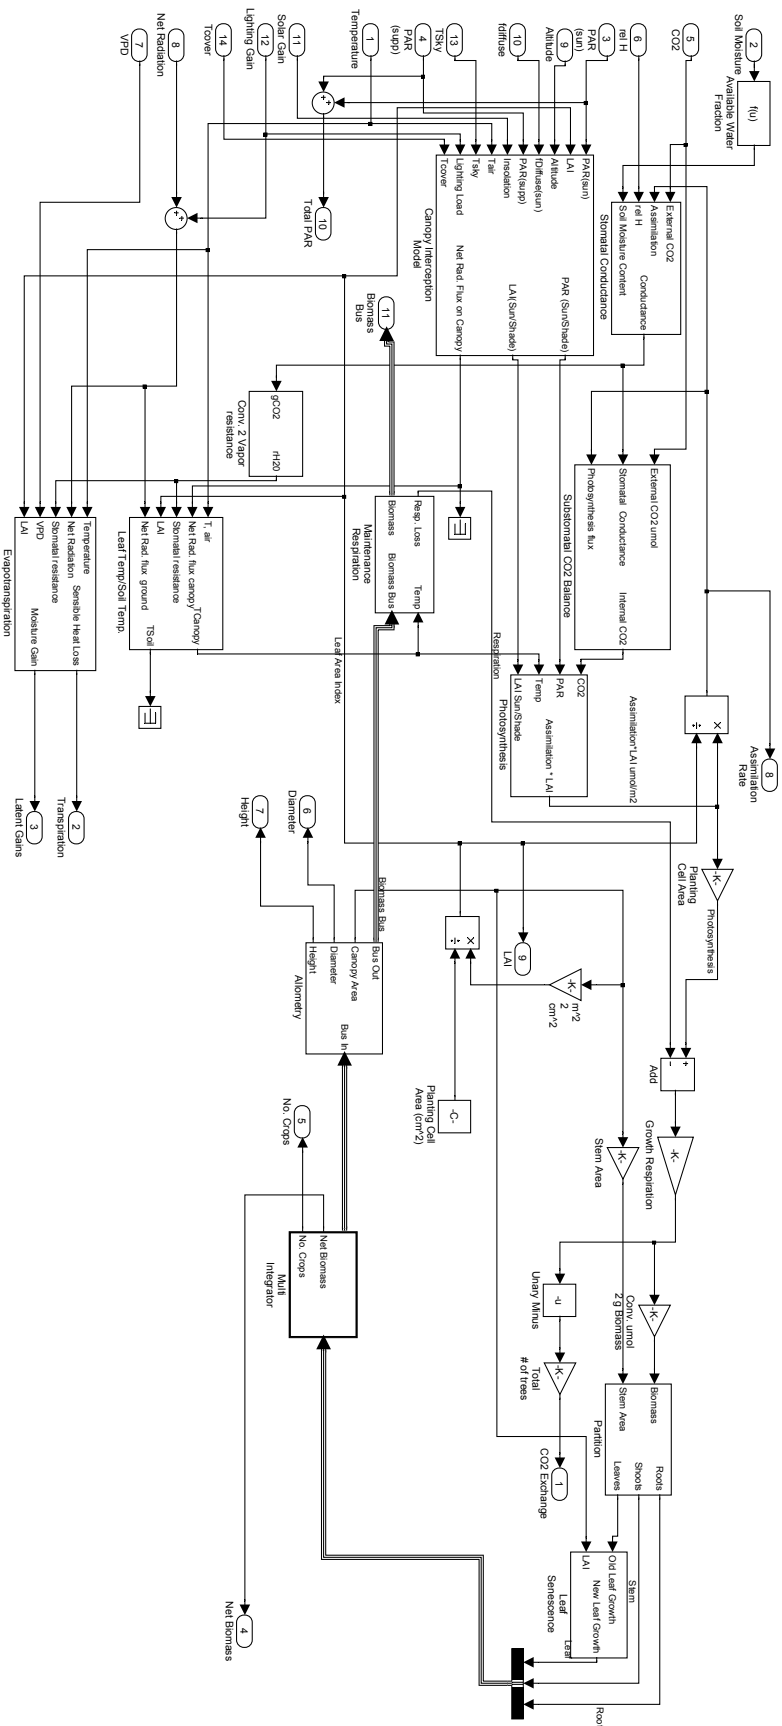 2
Soil Moisture
f(u)
Available Water
Fraction
5
CO2
6
rel H
3
PAR
(sun)
9
Altitude
10
fdiffuse
13
TSky
4
PAR
(supp)
1
Temperature
11
Solar Gain
12
Lighting Gain
14
Tcover
8
Net Radiation
7
VPD
External CO2
Assimilation
rel H
Soil Moisture Content
Conductance
Stomatal Conductance
PAR(sun)
LAI
Altitude
fDiffuse(sun)
PAR(supp)
Insolation
Tair
Tsky
Lighting Load
Tcover
PAR (Sun/Shade)
LAI(Sun/Shade)
Net Rad. Flux on Canopy
Canopy Interception
Model
+
+
10
Total PAR
+
+
11
Biomass
Bus
gCO2
rH20
Conv. 2 Vapor
resistance
External CO2 umol
Stomatal Conductance
Photosynthesis flux
Internal CO2
Substomatal CO2 Balance
Resp. Loss
Biomass
Temp
Biomass Bus
Maintenance
Respiration
T, air
Net Rad. flux canopy
Stomatal resistance
LAI
Net Rad. flux ground
TCanopy
TSoil
Leaf Temp/Soil Temp.
Temperature
Net Radiation
Stomatal resistance
VPD
LAI
Sensible Heat Loss
Moisture Gain
Evapotranspiration
2
Transpiration
3
Latent Gains
Respiration
Leaf Area Index
CO2
PAR
Temp
LAI Sun/Shade
Assimilation * LAI
Photosynthesis
Assimilation*LAI umol/m2
×
÷
8
Assimilation
Rate
-K-
Planting
Cell Area
Photosynthesis
6
Diameter
7
Height
Biomass Bus
Bus Out
Canopy Area
Diameter
Height
Bus In
Allometry
×
÷
9
LAI
-K-
m^2
2
cm^2
-C-
Planting Cell
Area (cm^2)
+
−
Add
-K-
Growth Respiration
-K-
Stem Area
5
No. Crops
Net Biomass
No. Crops
Multi
Integrator
-u
Unary Minus
-K-
Conv. umol
2 g Biomass
-K-
Total
# of trees
1
CO2 Exchange
Biomass
Stem Area
Roots
Shoots
Leaves
Partition
Old Leaf Growth
LAI
New Leaf Growth
Leaf
Senescence
Stem
Leaf
Root
4
Net Biomass